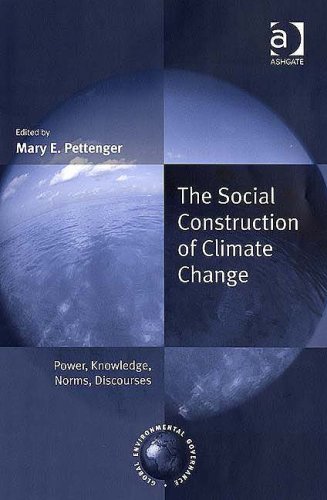 a
ASHGATE
Edited by
Mary E. Pettenger
The Social
Construction
of Climate
Change
Power, Knowledge,
Norms, Discourses
GLOBAL ENVIRONMENTAL GOVERNANCE